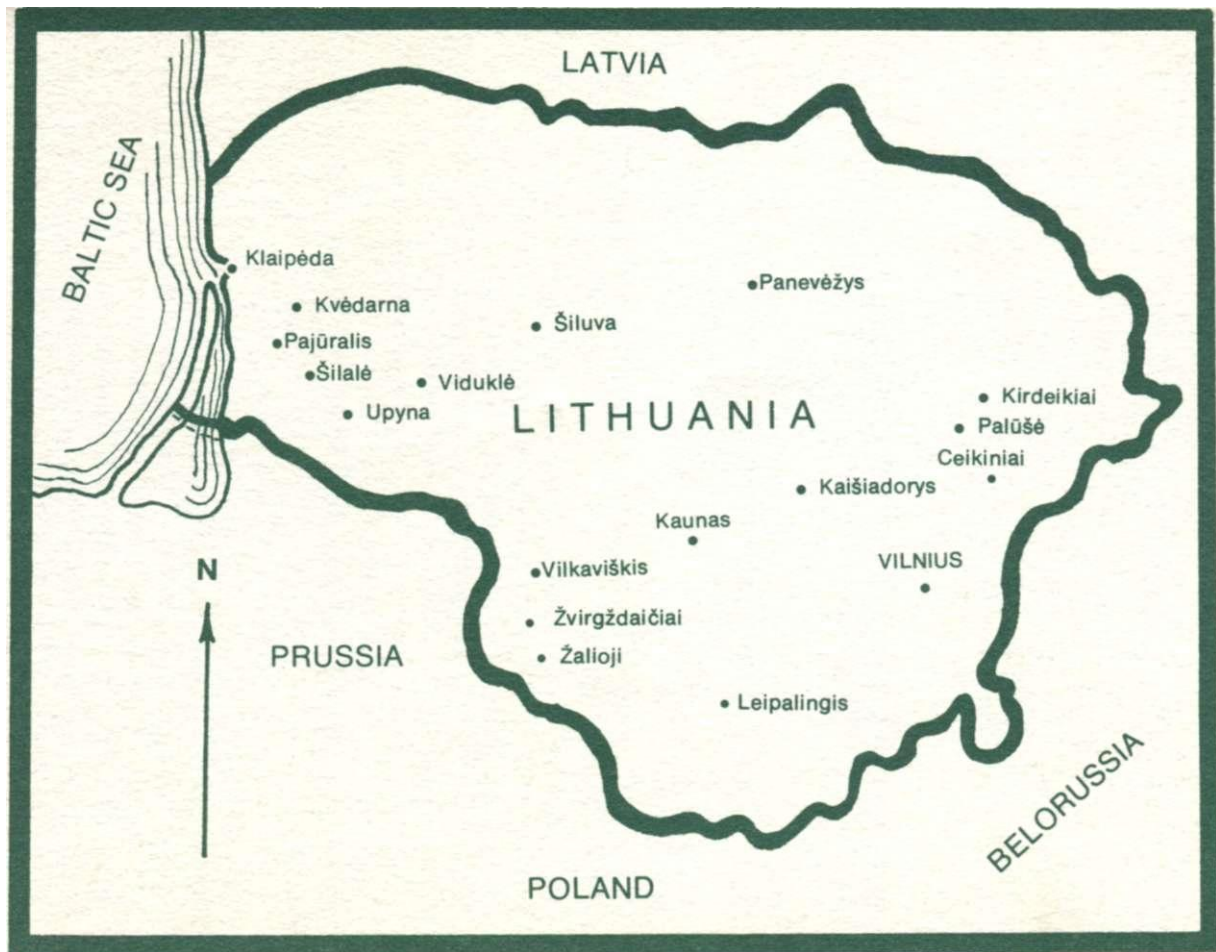 LATVIA
BALTIC SEA
Klaipėda
Panevėžys
Kvėdarna
Šiluva
Pajūralis
Šilalė
Viduklė
Kirdeikiai
Upyna
LITHUANIA
Palūšė
Ceikiniai
Kaišiadorys
Kaunas
VILNIUS
N
Vilkaviškis
Žvirgždaičiai
PRUSSIA
Žalioji
Leipalingis
BELORUSSIA
POLAND